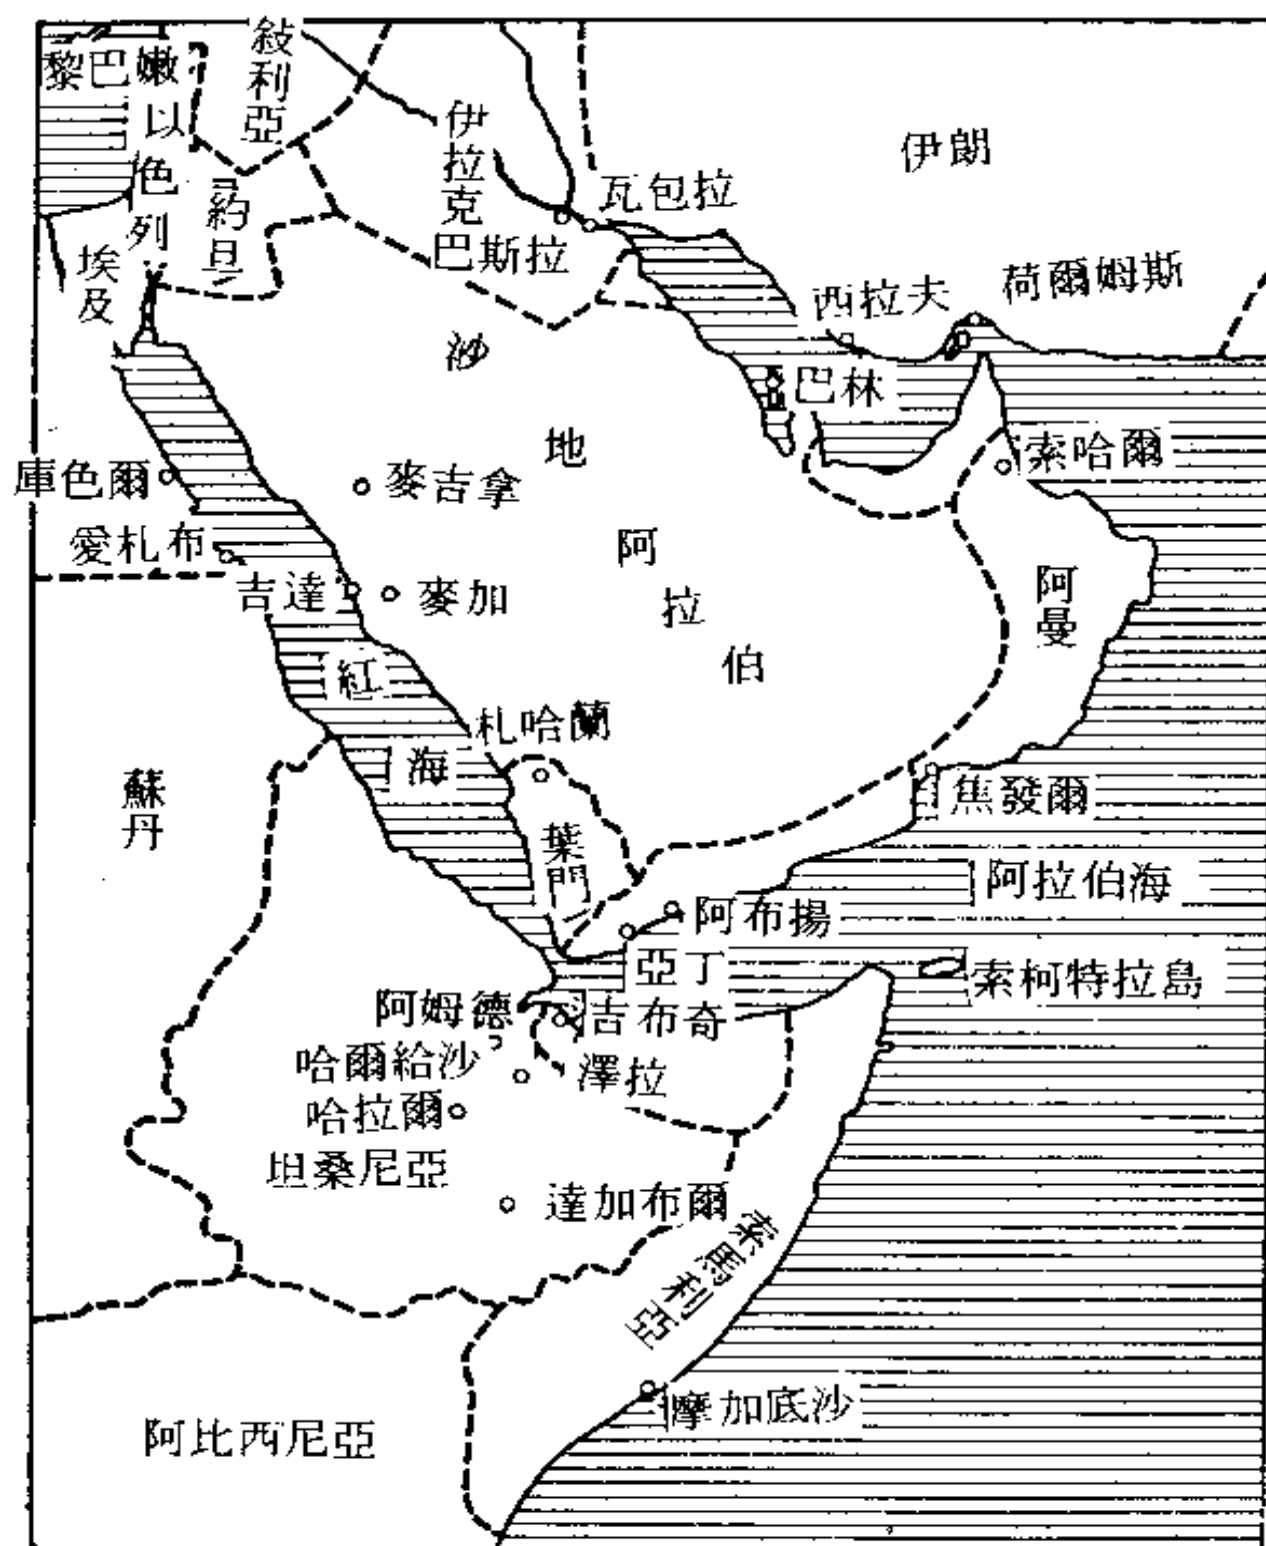 黎巴嫩
敍利亞
以色列
約旦
埃及
伊拉克
伊朗
瓦包拉
巴斯拉
西拉夫
荷爾姆斯
巴林
索哈爾
沙地阿拉伯
庫色爾
麥吉拿
愛札布
吉達
麥加
阿曼
紅海
札哈蘭
蘇丹
葉門
焦發爾
阿拉伯海
阿布揚
亞丁
索柯特拉島
阿姆德
吉布奇
哈爾給沙
澤拉
哈拉爾
坦桑尼亞
達加布爾
索馬利亞
摩加底沙
阿比西尼亞